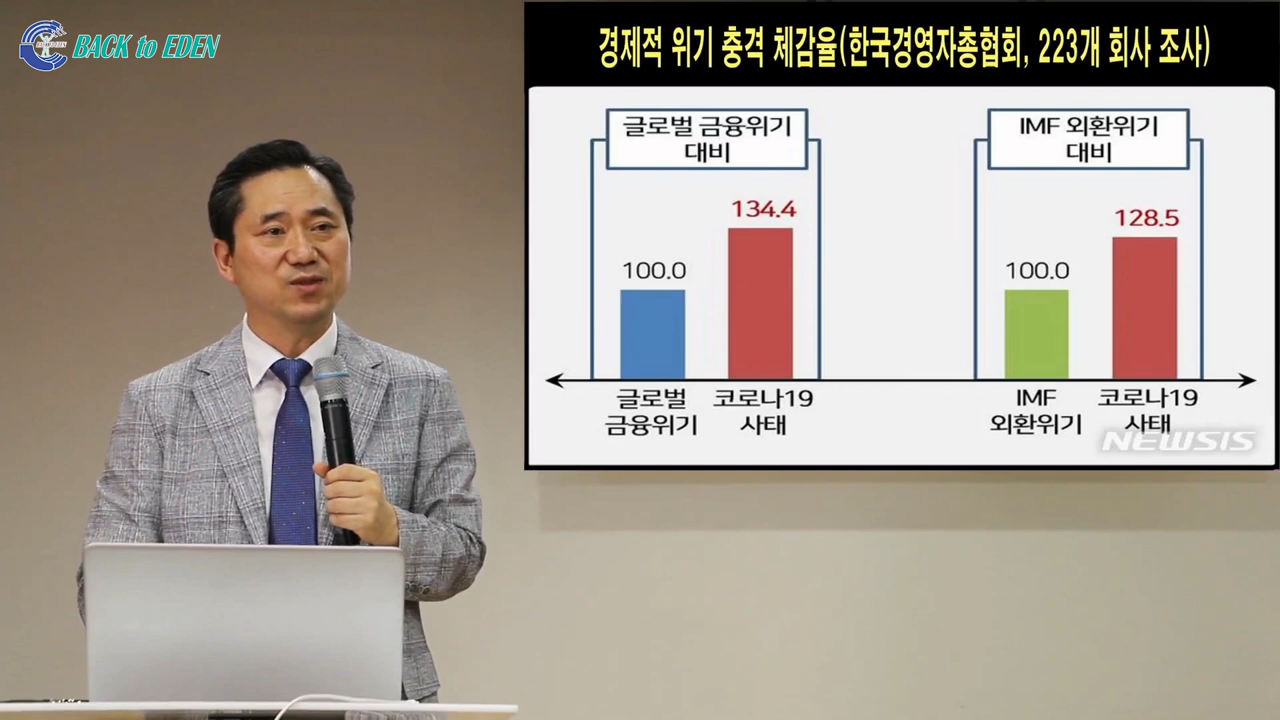 BACK to EDEN
경제적 위기 충격 체감율(한국경영자총협회, 223개 회사 조사)
글로벌 금융위기
대비
134.4
100.0
글로벌
금융위기
코로나19
사태
IMF 외환위기
대비
128.5
100.0
IMF
외환위기
코로나19
사태
NEWSIS